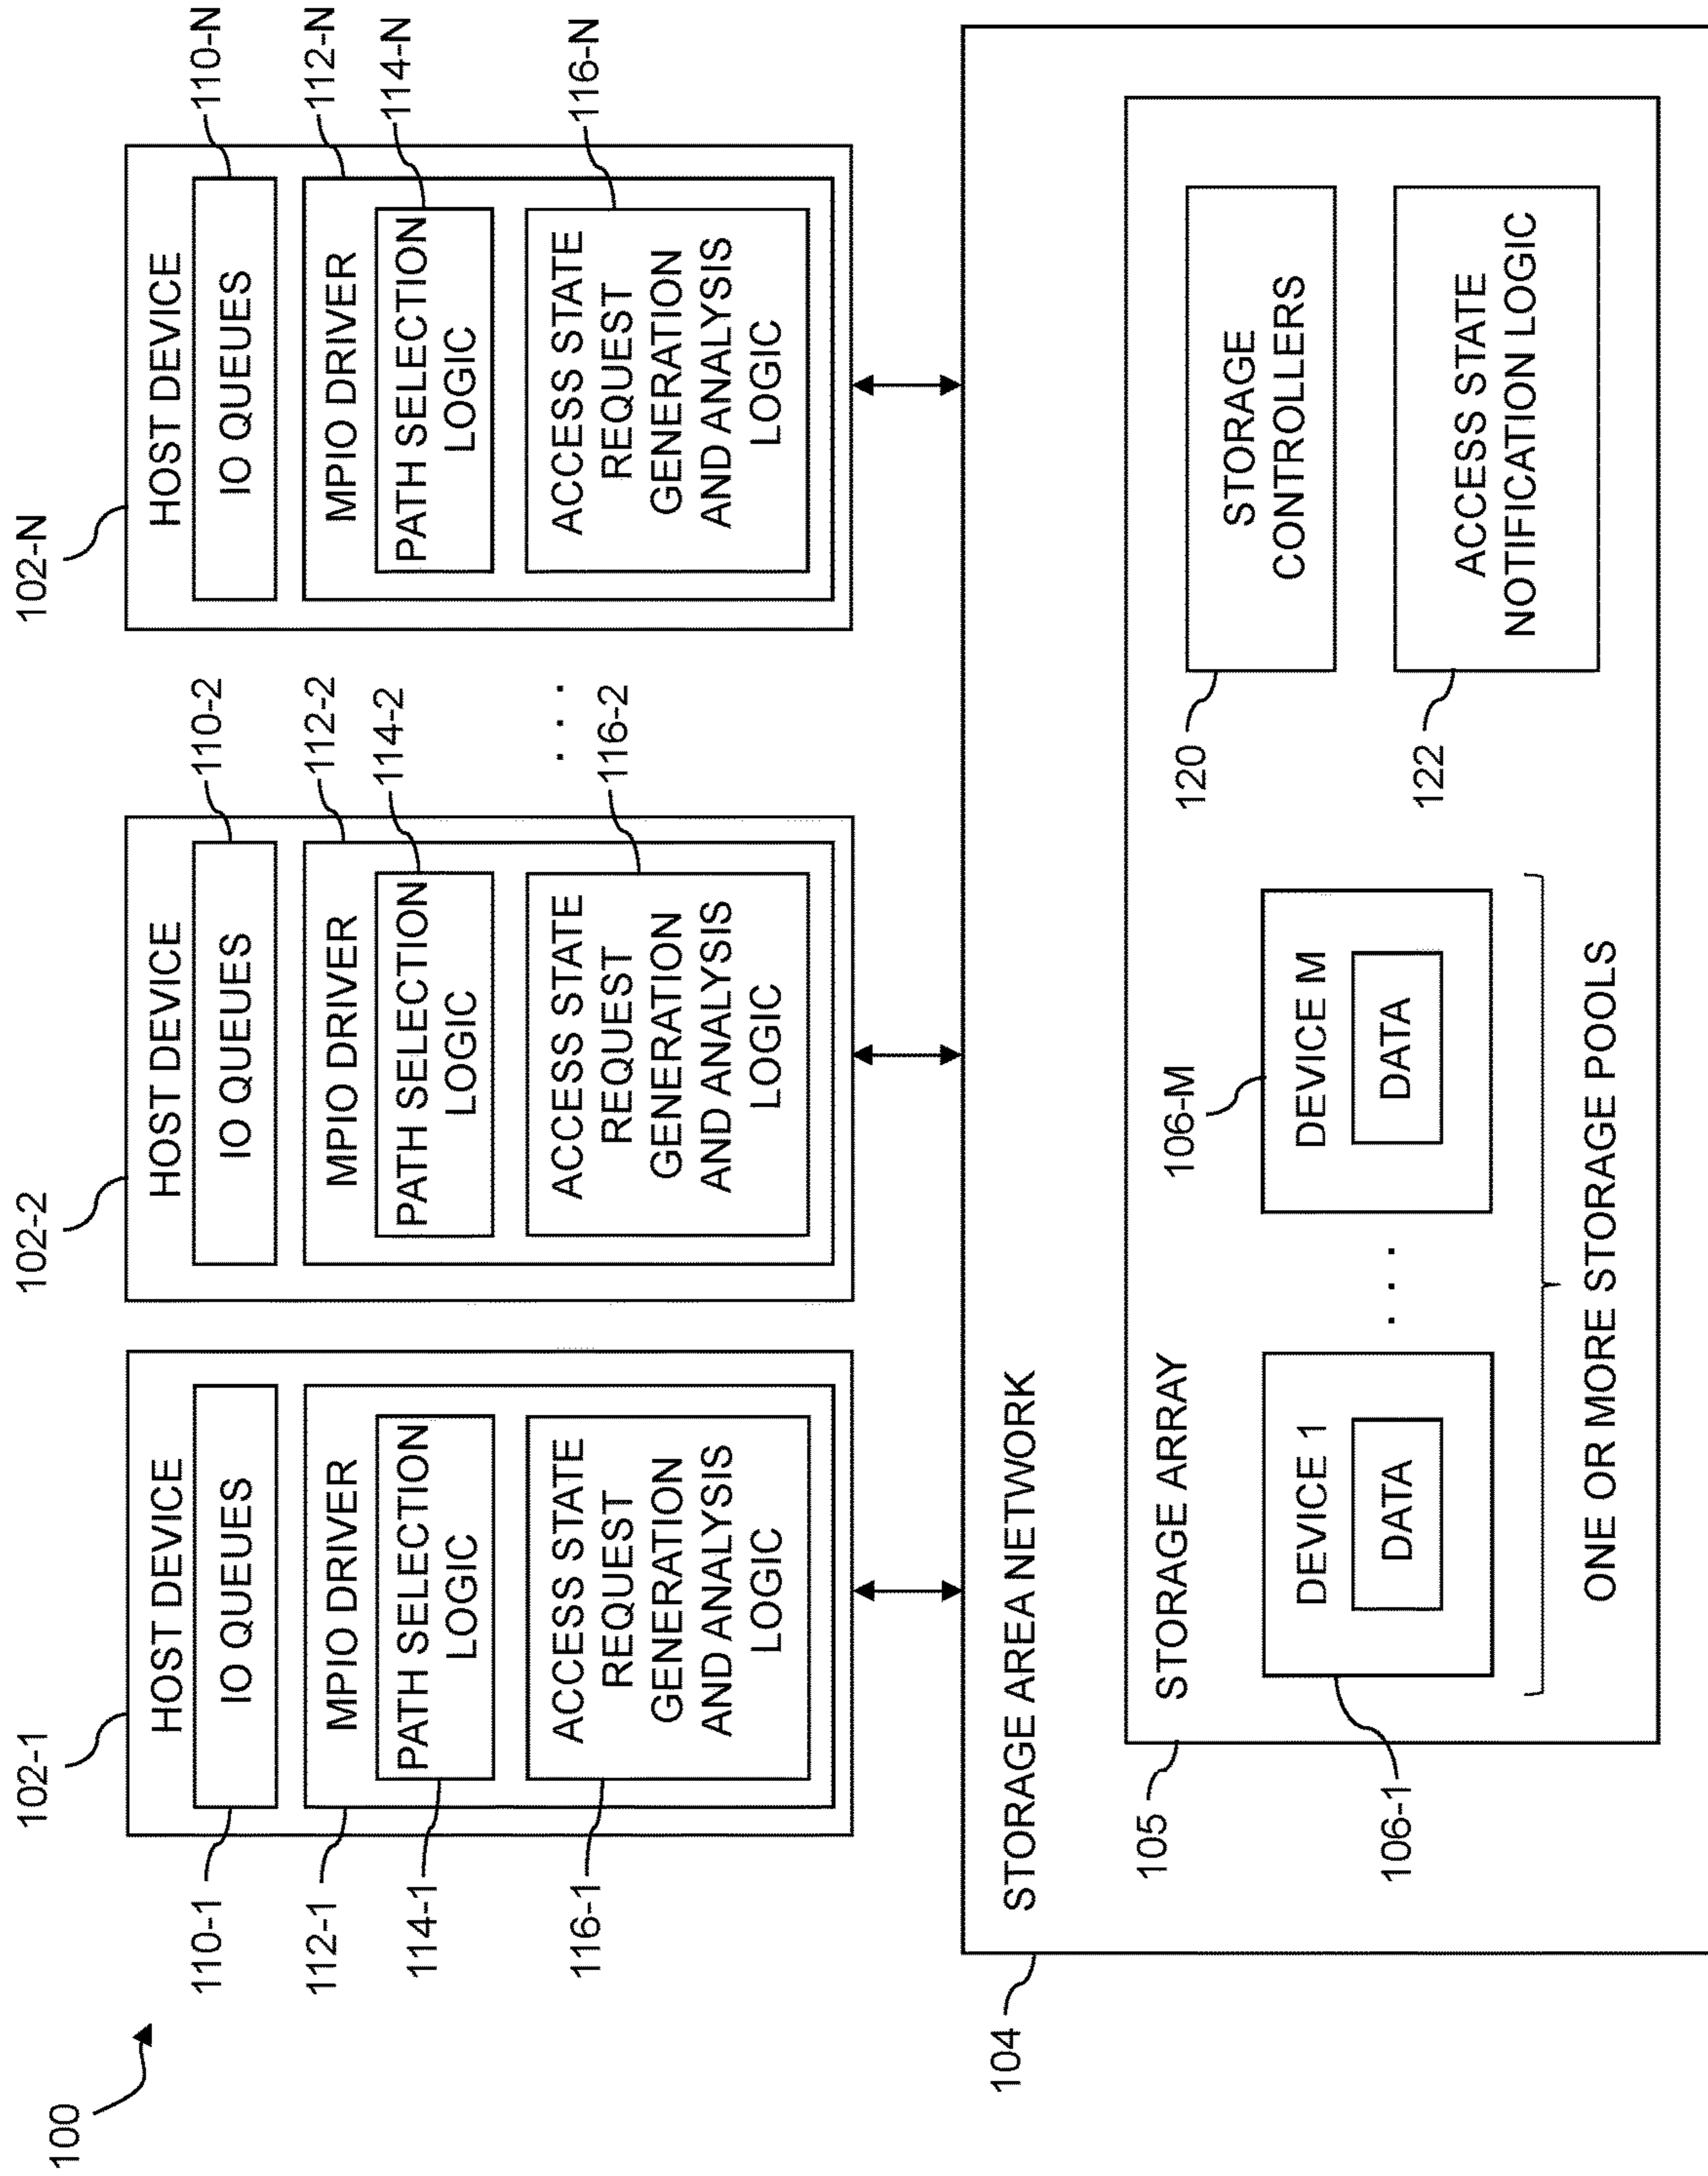 100
102-1
HOST DEVICE
IO QUEUES
MPIO DRIVER
PATH SELECTION
LOGIC
ACCESS STATE
REQUEST
GENERATION
AND ANALYSIS
LOGIC
110-1
112-1
114-1
116-1
102-2
HOST DEVICE
IO QUEUES
MPIO DRIVER
PATH SELECTION
LOGIC
ACCESS STATE
REQUEST
GENERATION
AND ANALYSIS
LOGIC
110-2
112-2
114-2
116-2
. . .
102-N
HOST DEVICE
IO QUEUES
MPIO DRIVER
PATH SELECTION
LOGIC
ACCESS STATE
REQUEST
GENERATION
AND ANALYSIS
LOGIC
110-N
112-N
114-N
116-N
104
STORAGE AREA NETWORK
105
STORAGE ARRAY
106-1
DEVICE 1
DATA
. . .
106-M
DEVICE M
DATA
ONE OR MORE STORAGE POOLS
120
STORAGE
CONTROLLERS
122
ACCESS STATE
NOTIFICATION LOGIC